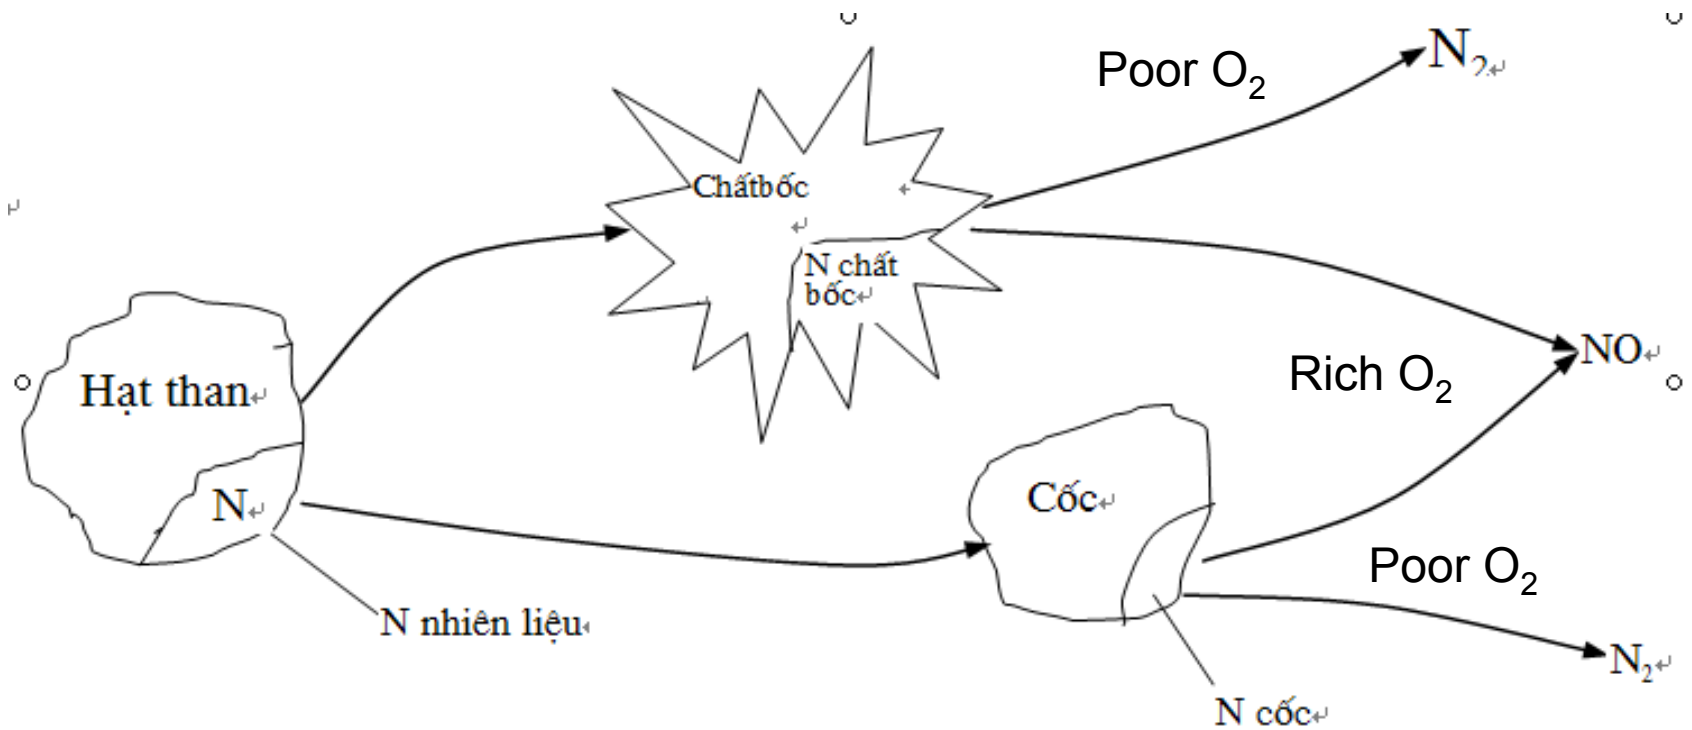 Poor O₂
N₂
Chấtbốc
N chất
bốc
Hạt than
N
N nhiên liệu
Rich O₂
NO
Cốc
Poor O₂
N₂
N cốc